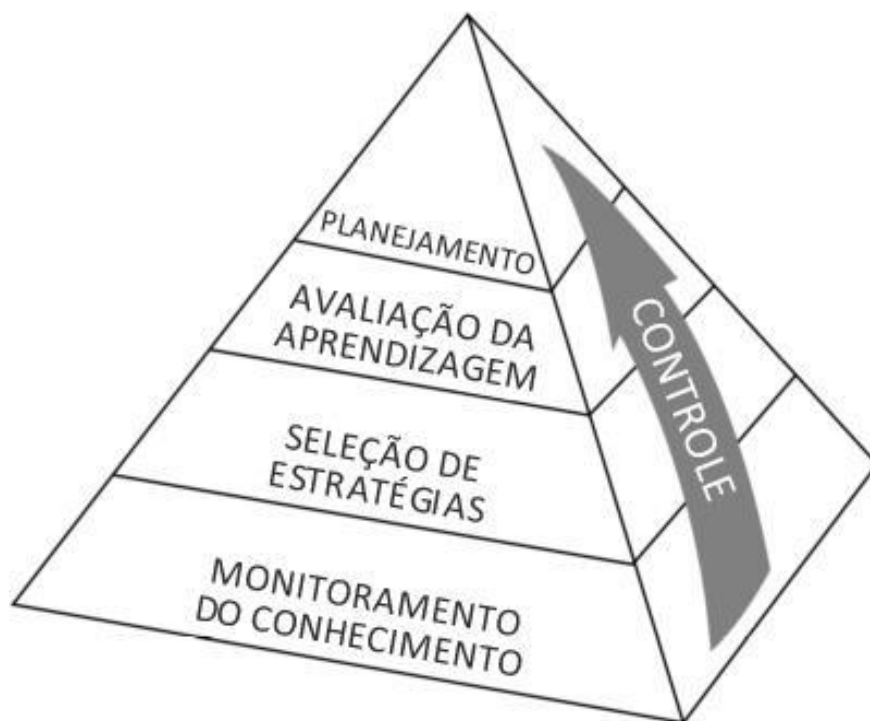 PLANEJAMENTO
AVALIAÇÃO DA
APRENDIZAGEM
SELEÇÃO DE
ESTRATÉGIAS
MONITORAMENTO
DO CONHECIMENTO
CONTROLE